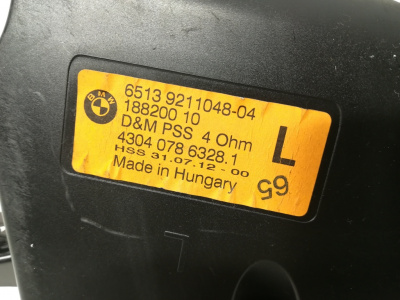 BMW
6513 9211048-04
188200 10
D&M PSS 4 Ohm
4304 078 6328.1
HSS 31.07.12 - 00
Made in Hungary
L
65
L